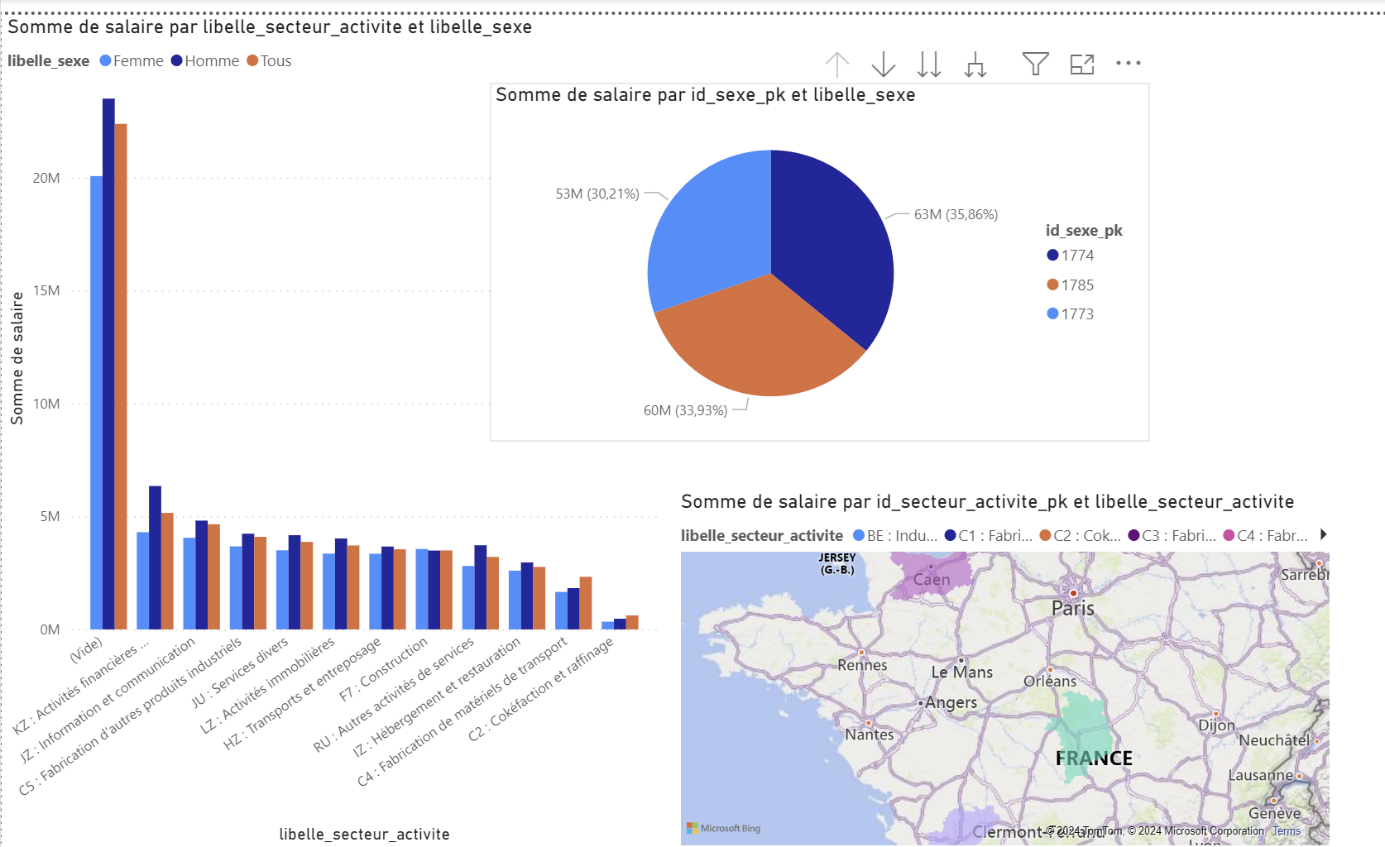 Somme de salaire par libelle_secteur_activite et libelle_sexe
libelle_sexe Femme Homme Tous
Somme de salaire
20M
15M
10M
5M
0M
(Vide)
KZ : Activités financières ...
JZ : Information et communication
C5 : Fabrication d'autres produits industriels
JU : Services divers
LZ : Activités immobilières
HZ : Transports et entreposage
F7 : Construction
RU : Autres activités de services
IZ : Hébergement et restauration
C4 : Fabrication de matériels de transport
C2 : Cokéfaction et raffinage
libelle_secteur_activite
Somme de salaire par id_sexe_pk et libelle_sexe
53M (30,21%)
63M (35,86%)
60M (33,93%)
id_sexe_pk
1774
1785
1773
Somme de salaire par id_secteur_activite_pk et libelle_secteur_activite
libelle_secteur_activite BE : Indu... C1 : Fabri... C2 : Cok... C3 : Fabri... C4 : Fabr...
JERSEY
(G.-B.)
Caen
Paris
Rennes
Le Mans
Orléans
Angers
Nantes
Dijon
Neuchâtel
FRANCE
Lausanne
Genève
Microsoft Bing
© 2024 TomTom, © 2024 Microsoft Corporation Terms